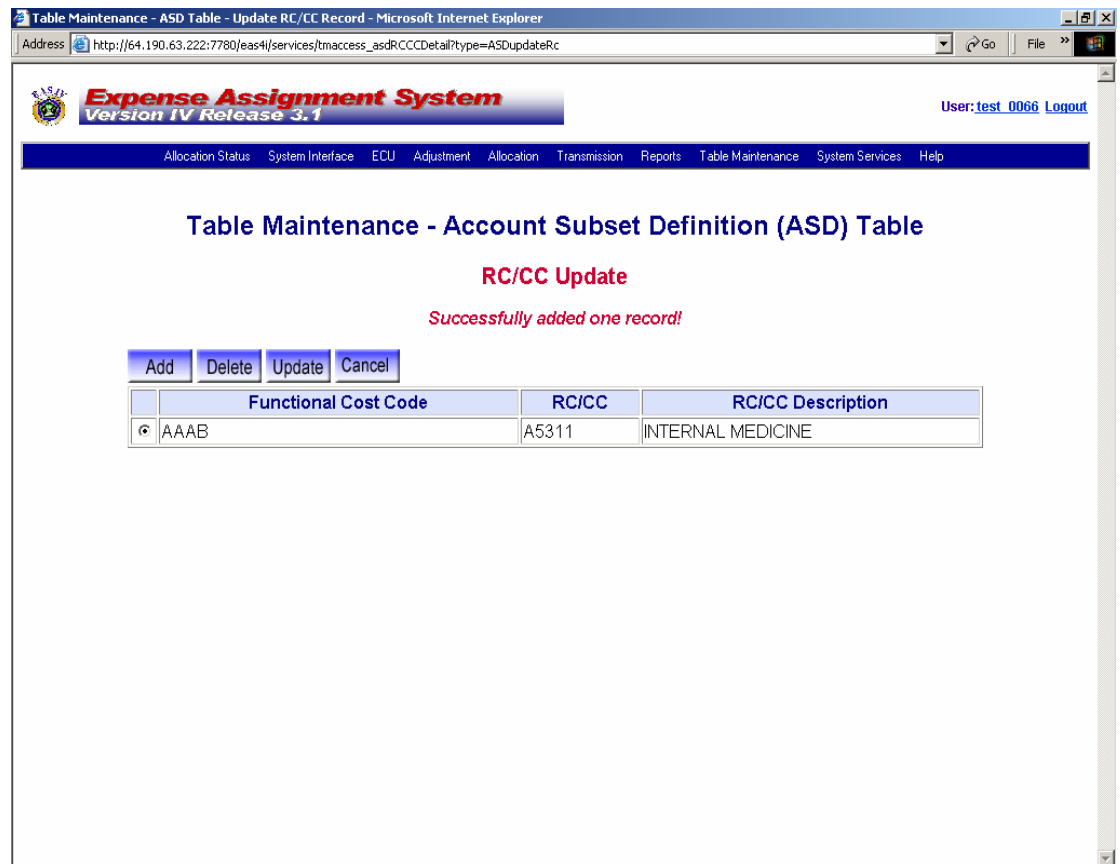 Table Maintenance - ASD Table - Update RC/CC Record - Microsoft Internet Explorer
Address http://64.190.63.222:7780/eas4i/services/tmaccess_asdRCCCDetail?type=ASDupdateRc Go File »
EAS IV
Expense Assignment System
Version IV Release 3.1
User: test_0066 Logout
Allocation Status System Interface ECU Adjustment Allocation Transmission Reports Table Maintenance System Services Help
Table Maintenance - Account Subset Definition (ASD) Table
RC/CC Update
Successfully added one record!
Add Delete Update Cancel
Functional Cost Code RC/CC RC/CC Description
AAAB A5311 INTERNAL MEDICINE